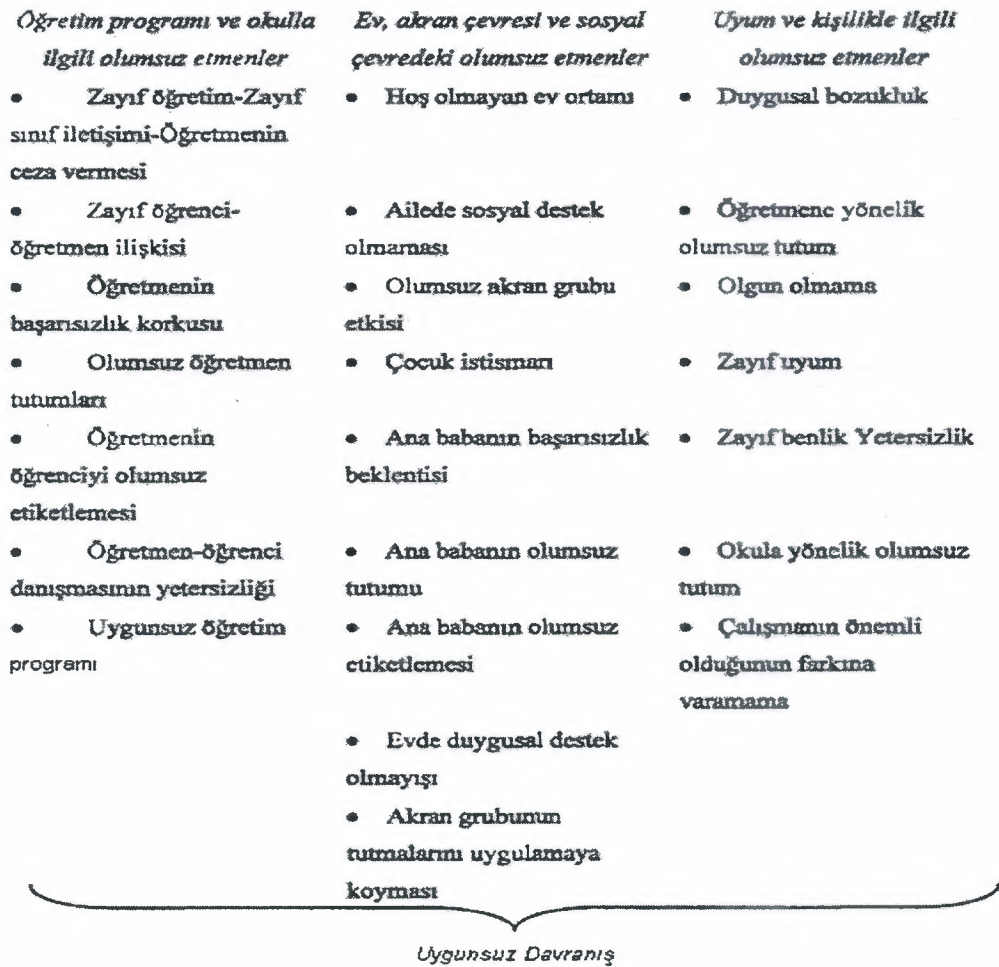 Öğretim programı ve okulla
ilgili olumsuz etmenler
• Zayıf öğretim-Zayıf
sınıf iletişimi-Öğretmenin
ceza vermesi
• Zayıf öğrenci-
öğretmen ilişkisi
• Öğretmenin
başarısızlık korkusu
• Olumsuz öğretmen
tutumları
• Öğretmenin
öğrenciyi olumsuz
etiketlemesi
• Öğretmen-öğrenci
danışmasının yetersizliği
• Uygunsuz öğretim
programı
Ev, akran çevresi ve sosyal
çevredeki olumsuz etmenler
• Hoş olmayan ev ortamı
• Ailede sosyal destek
olmaması
• Olumsuz akran grubu
etkisi
• Çocuk istismarı
• Ana babanın başarısızlık
beklentisi
• Ana babanın olumsuz
tutumu
• Ana babanın olumsuz
etiketlemesi
• Evde duygusal destek
olmayışı
• Akran grubunun
tutmalarını uygulamaya
koyması
Uyum ve kişilikle ilgili
olumsuz etmenler
• Duygusal bozukluk
• Öğretmene yönelik
olumsuz tutum
• Olgun olmama
• Zayıf uyum
• Zayıf benlik Yetersizlik
• Okula yönelik olumsuz
tutum
• Çalışmanın önemli
olduğunun farkına
varamama
Uygunsuz Davranış